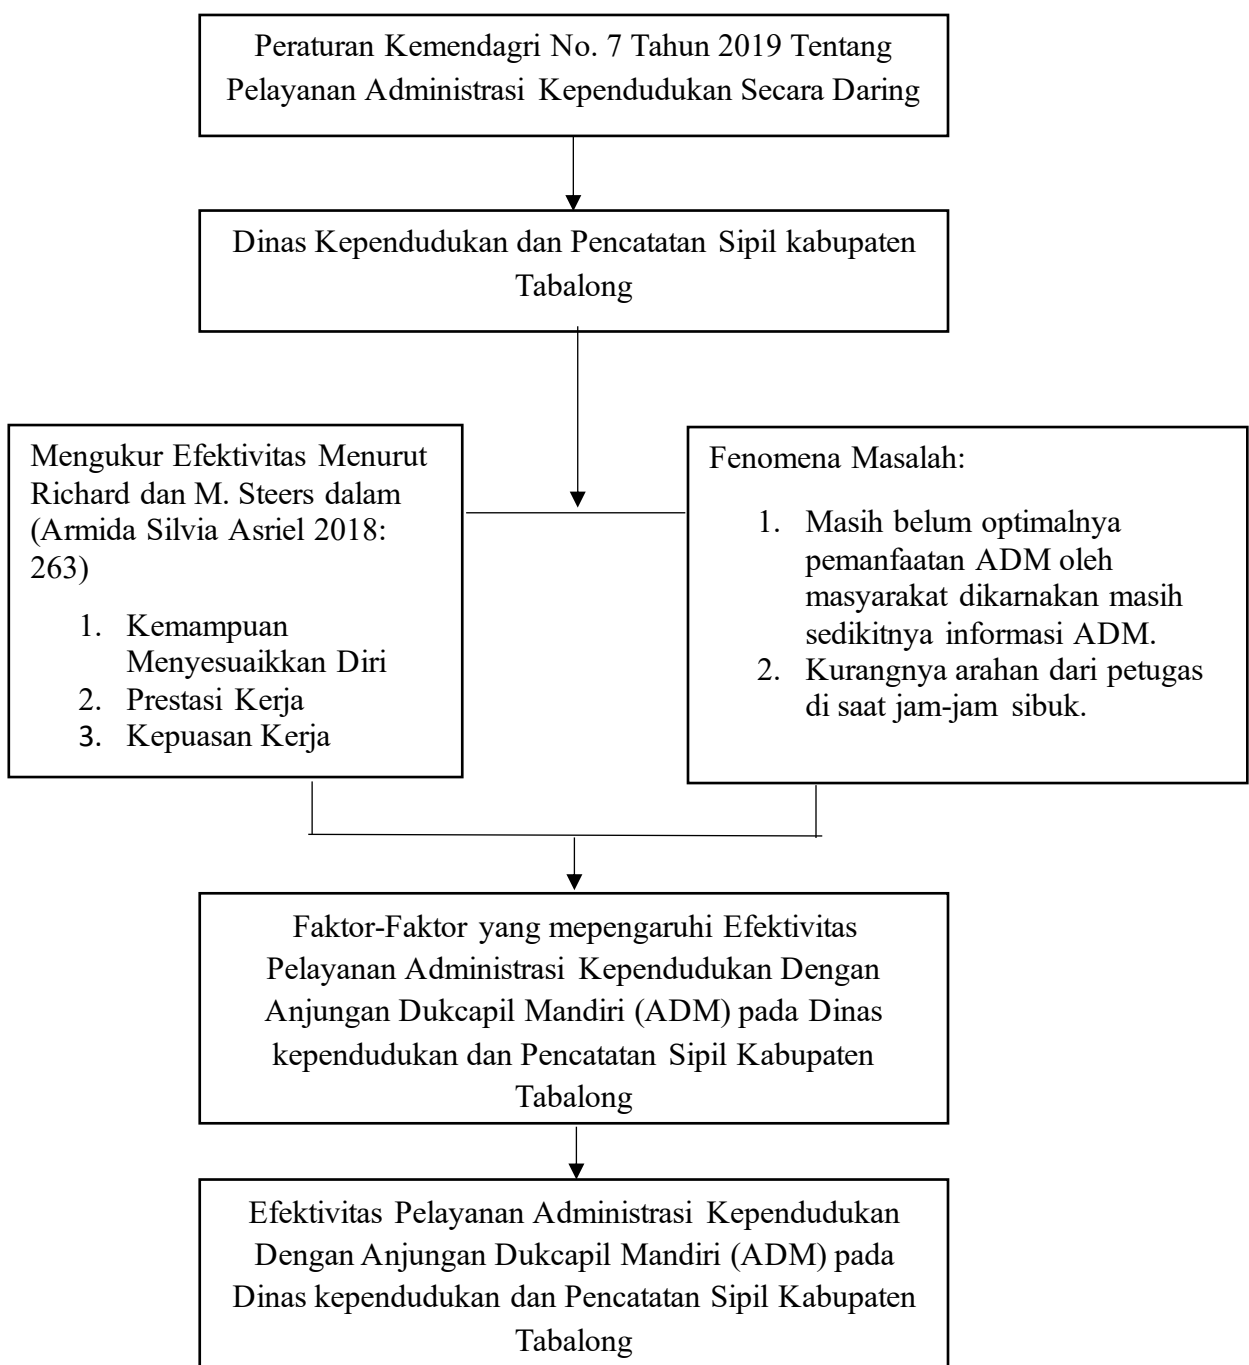 Peraturan Kemendagri No. 7 Tahun 2019 Tentang
Pelayanan Administrasi Kependudukan Secara Daring
Dinas Kependudukan dan Pencatatan Sipil kabupaten
Tabalong
Mengukur Efektivitas Menurut
Richard dan M. Steers dalam
(Armida Silvia Asriel 2018:
263)
1. Kemampuan
Menyesuaikkan Diri
2. Prestasi Kerja
3. Kepuasan Kerja
Fenomena Masalah:
1. Masih belum optimalnya
pemanfaatan ADM oleh
masyarakat dikarnakan masih
sedikitnya informasi ADM.
2. Kurangnya arahan dari petugas
di saat jam-jam sibuk.
Faktor-Faktor yang mepengaruhi Efektivitas
Pelayanan Administrasi Kependudukan Dengan
Anjungan Dukcapil Mandiri (ADM) pada Dinas
kependudukan dan Pencatatan Sipil Kabupaten
Tabalong
Efektivitas Pelayanan Administrasi Kependudukan
Dengan Anjungan Dukcapil Mandiri (ADM) pada
Dinas kependudukan dan Pencatatan Sipil Kabupaten
Tabalong